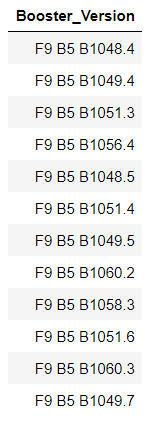 Booster_Version
F9 B5 B1048.4
F9 B5 B1049.4
F9 B5 B1051.3
F9 B5 B1056.4
F9 B5 B1048.5
F9 B5 B1051.4
F9 B5 B1049.5
F9 B5 B1060.2
F9 B5 B1058.3
F9 B5 B1051.6
F9 B5 B1060.3
F9 B5 B1049.7